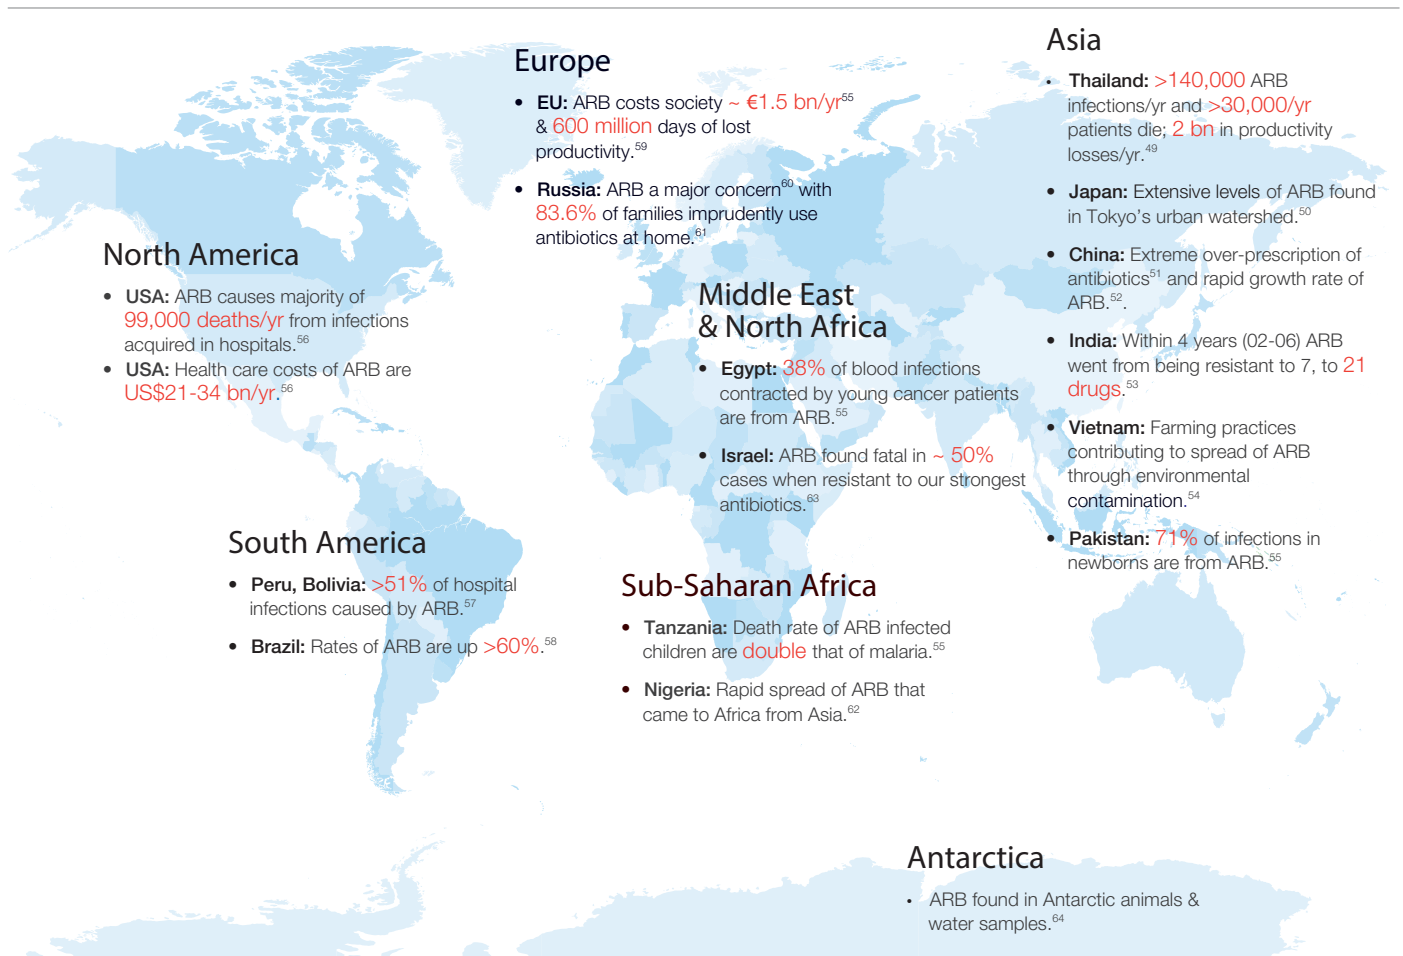 Europe
• EU: ARB costs society ~ €1.5 bn/yr55
& 600 million days of lost
productivity.59
• Russia: ARB a major concern60 with
83.6% of families imprudently use
antibiotics at home.61
Asia
• Thailand: >140,000 ARB
infections/yr and >30,000/yr
patients die; 2 bn in productivity
losses/yr.49
• Japan: Extensive levels of ARB found
in Tokyo’s urban watershed.50
• China: Extreme over-prescription of
antibiotics51 and rapid growth rate of
ARB.52.
• India: Within 4 years (02-06) ARB
went from being resistant to 7, to 21
drugs.53
• Vietnam: Farming practices
contributing to spread of ARB
through environmental
contamination.54
• Pakistan: 71% of infections in
newborns are from ARB.55
North America
• USA: ARB causes majority of
99,000 deaths/yr from infections
acquired in hospitals.56
• USA: Health care costs of ARB are
US$21-34 bn/yr.56
Middle East
& North Africa
• Egypt: 38% of blood infections
contracted by young cancer patients
are from ARB.55
• Israel: ARB found fatal in ~ 50%
cases when resistant to our strongest
antibiotics.63
South America
• Peru, Bolivia: >51% of hospital
infections caused by ARB.57
• Brazil: Rates of ARB are up >60%.58
Sub-Saharan Africa
• Tanzania: Death rate of ARB infected
children are double that of malaria.55
• Nigeria: Rapid spread of ARB that
came to Africa from Asia.62
Antarctica
• ARB found in Antarctic animals &
water samples.64